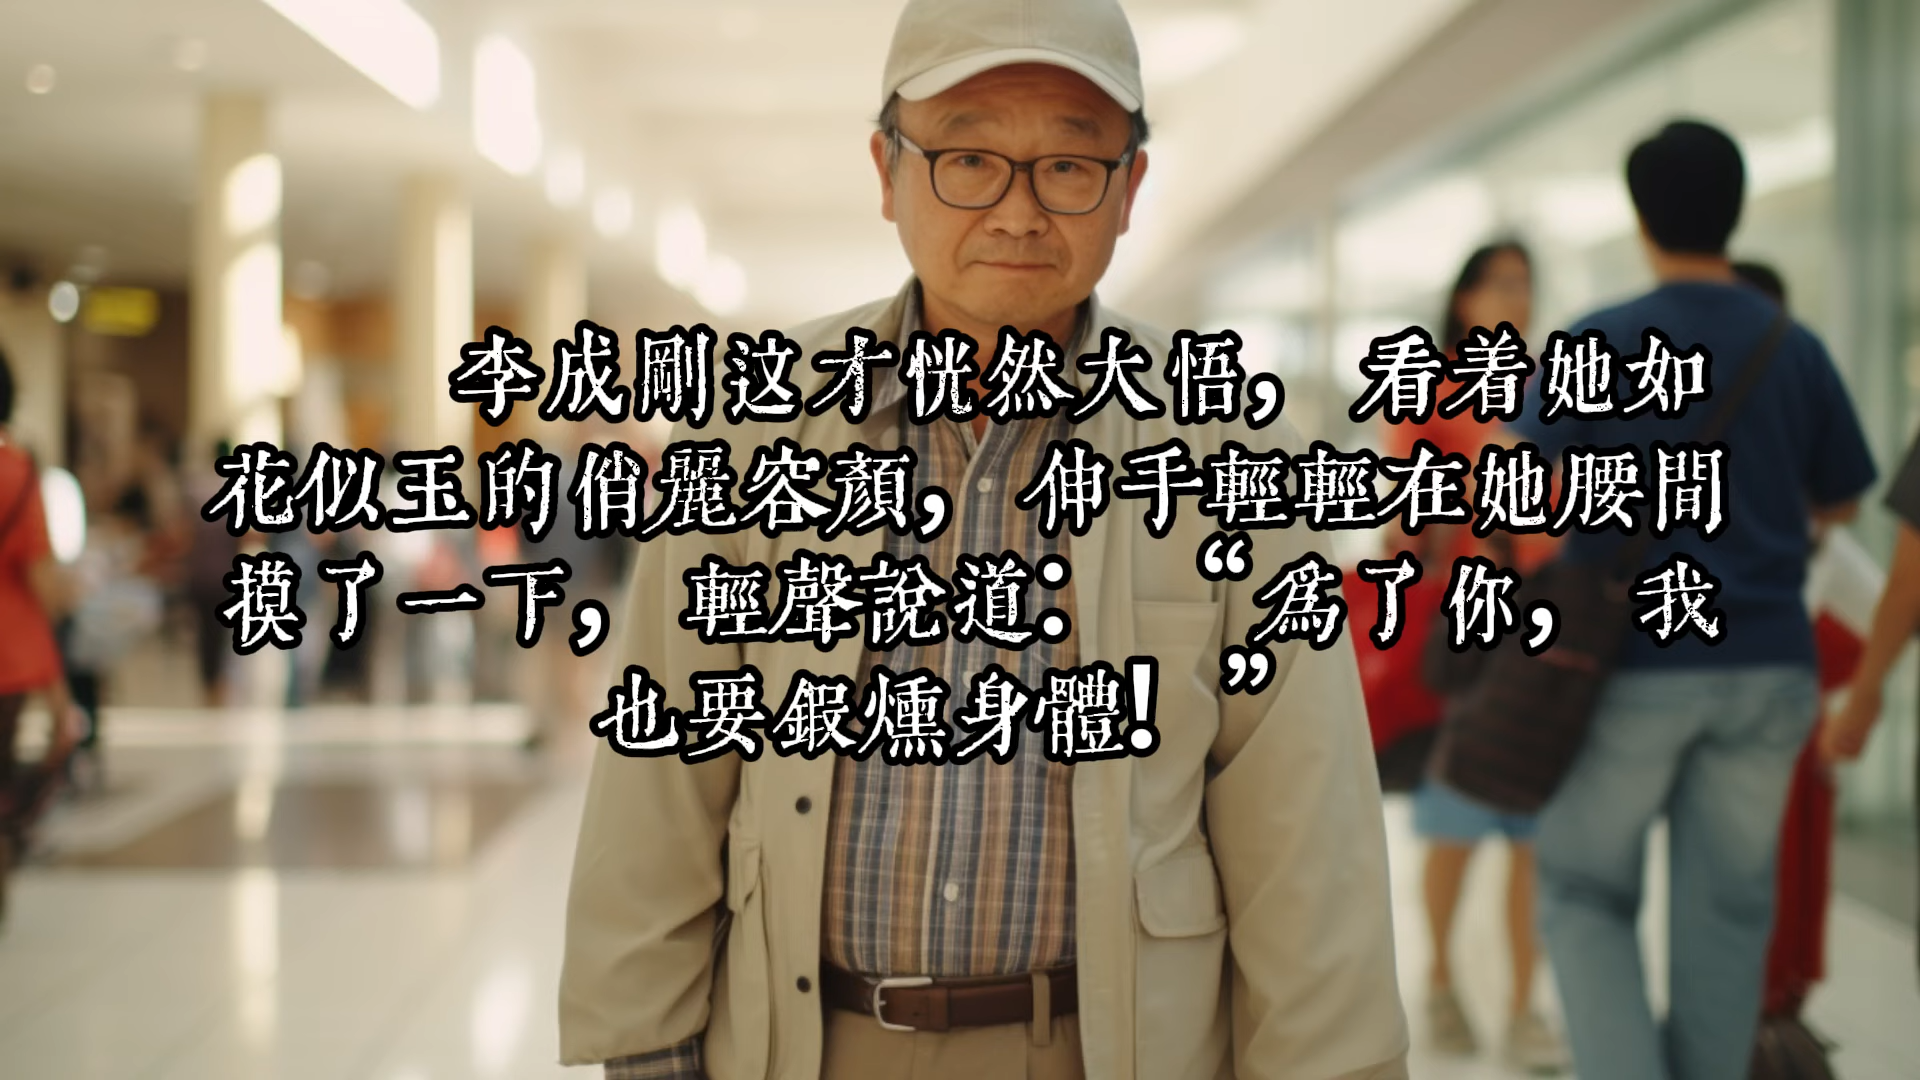 李成剛这才恍然大悟，看着她如
花似玉的俏麗容顏，伸手輕輕在她腰間
摸了一下，輕聲說道：“爲了你，我
也要鍜煄身體！”